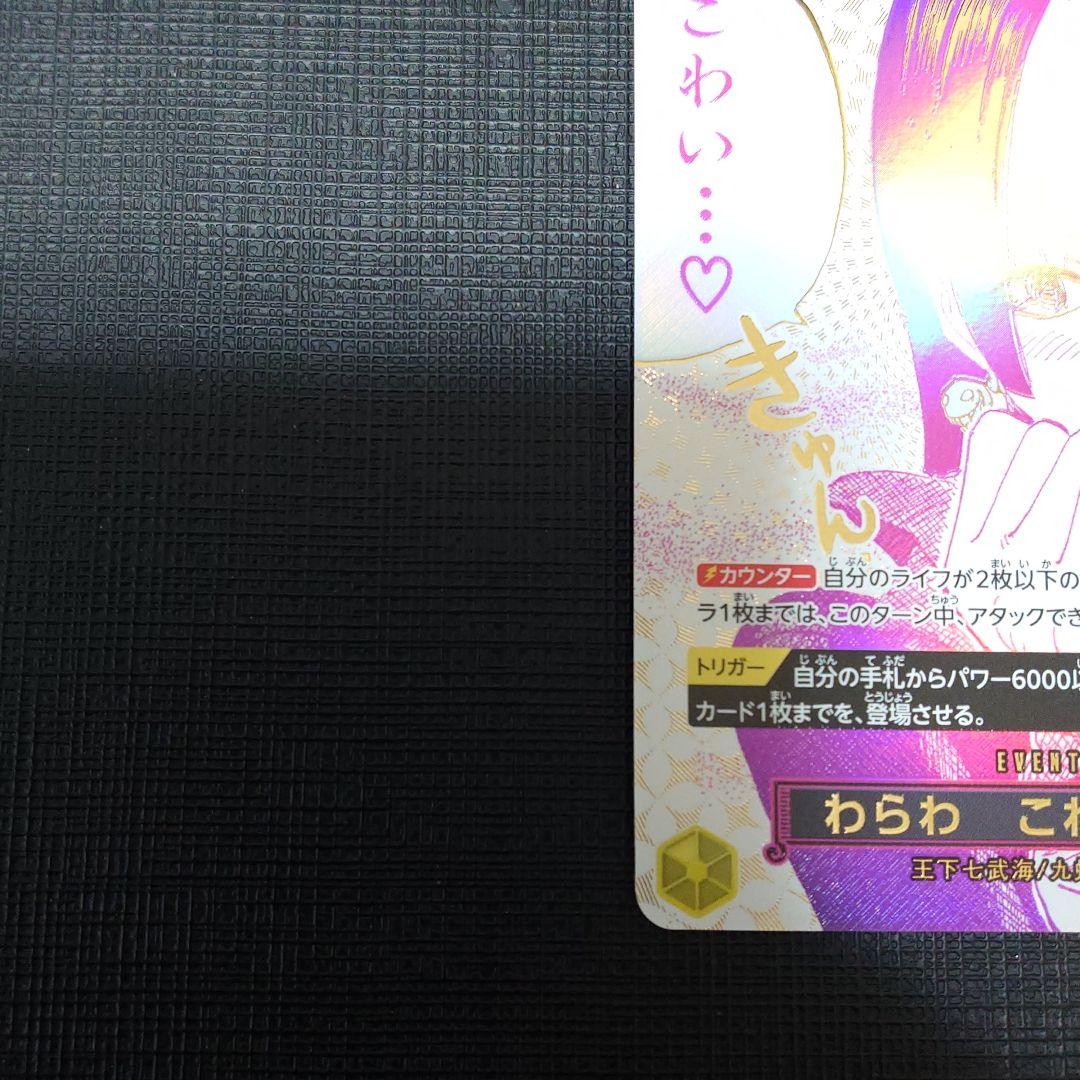 こわい…♡
きゅん
カウンター 自分のライフが2枚以下の
ラ1枚までは、このターン中、アタックでき
トリガー 自分の手札からパワー6000以
カード1枚までを、登場させる。
EVENT
わらわ こわ
王下七武海/九蛇